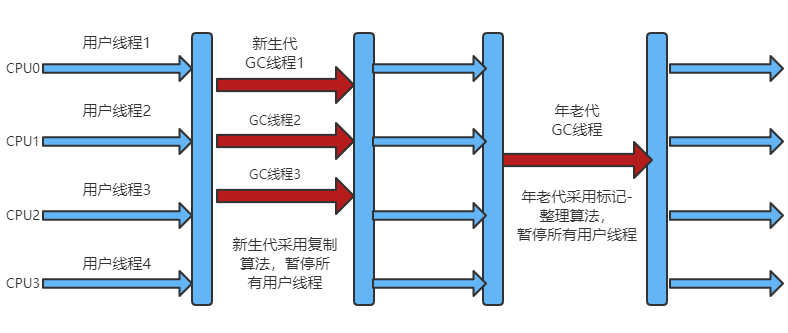 用户线程1
CPU0
用户线程2
CPU1
用户线程3
CPU2
用户线程4
CPU3
新生代
GC线程1
GC线程2
GC线程3
新生代采用复制
算法，暂停所
有用户线程
年老代
GC线程
年老代采用标记-
整理算法，
暂停所有用户线程